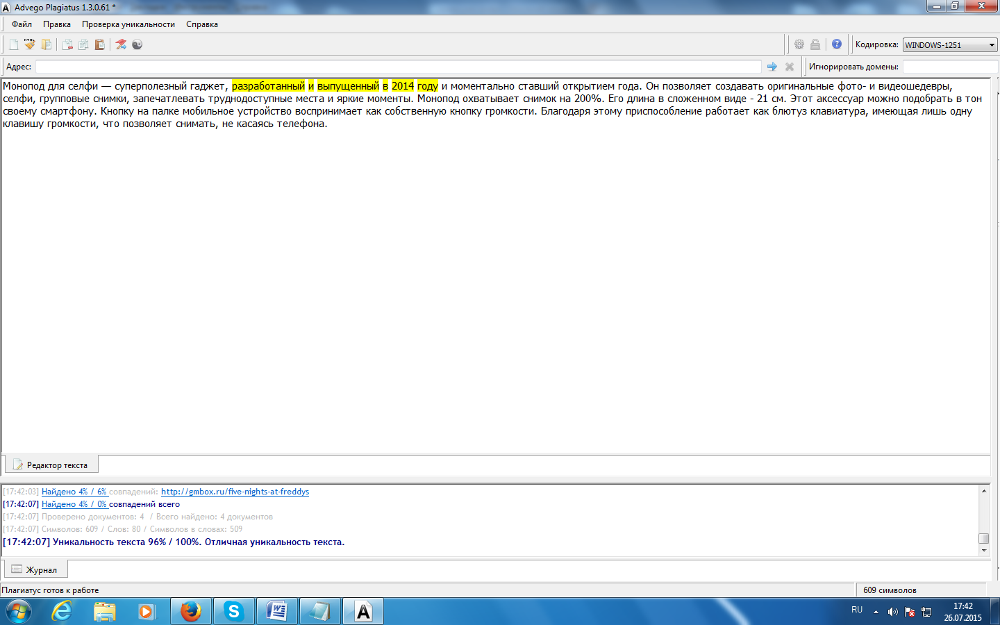 Advego Plagiatus 1.3.0.61 *
Файл Правка Проверка уникальности Справка
HTML Кодировка: WINDOWS-1251
Адрес: Игнорировать домены:
Монопод для селфи — суперполезный гаджет, разработанный и выпущенный в 2014 году и моментально ставший открытием года. Он позволяет создавать оригинальные фото- и видеошедевры,
селфи, групповые снимки, запечатлевать труднодоступные места и яркие моменты. Монопод охватывает снимок на 200%. Его длина в сложенном виде - 21 см. Этот аксессуар можно подобрать в тон
своему смартфону. Кнопку на палке мобильное устройство воспринимает как собственную кнопку громкости. Благодаря этому приспособление работает как блютуз клавиатура, имеющая лишь одну
клавишу громкости, что позволяет снимать, не касаясь телефона.
Редактор текста
[17:42:03] Найдено 4% / 6% совпадений: http://gmbox.ru/five-nights-at-freddys
[17:42:07] Найдено 4% / 0% совпадений всего
[17:42:07] Проверено документов: 4 / Всего найдено: 4 документов
[17:42:07] Символов: 609 / Слов: 80 / Символов в словах: 509
[17:42:07] Уникальность текста 96% / 100%. Отличная уникальность текста.
Журнал
Плагиатус готов к работе 609 символов
RU 17:42
26.07.2015